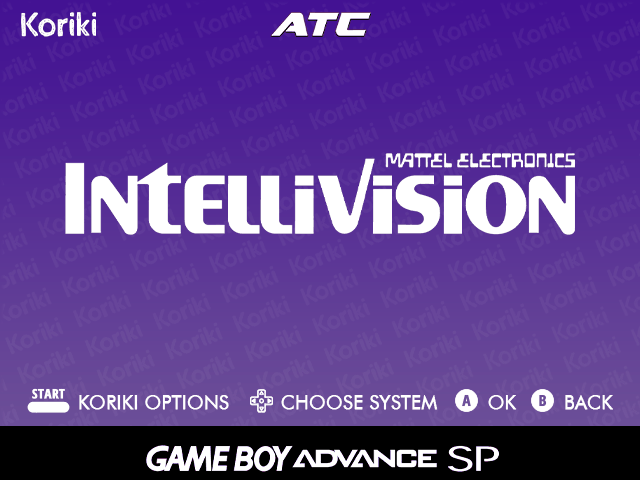 Koriki
ATC
MATTEL ELECTRONICS
INTELLIVISION
START KORIKI OPTIONS CHOOSE SYSTEM A OK B BACK
GAME BOY ADVANCE SP